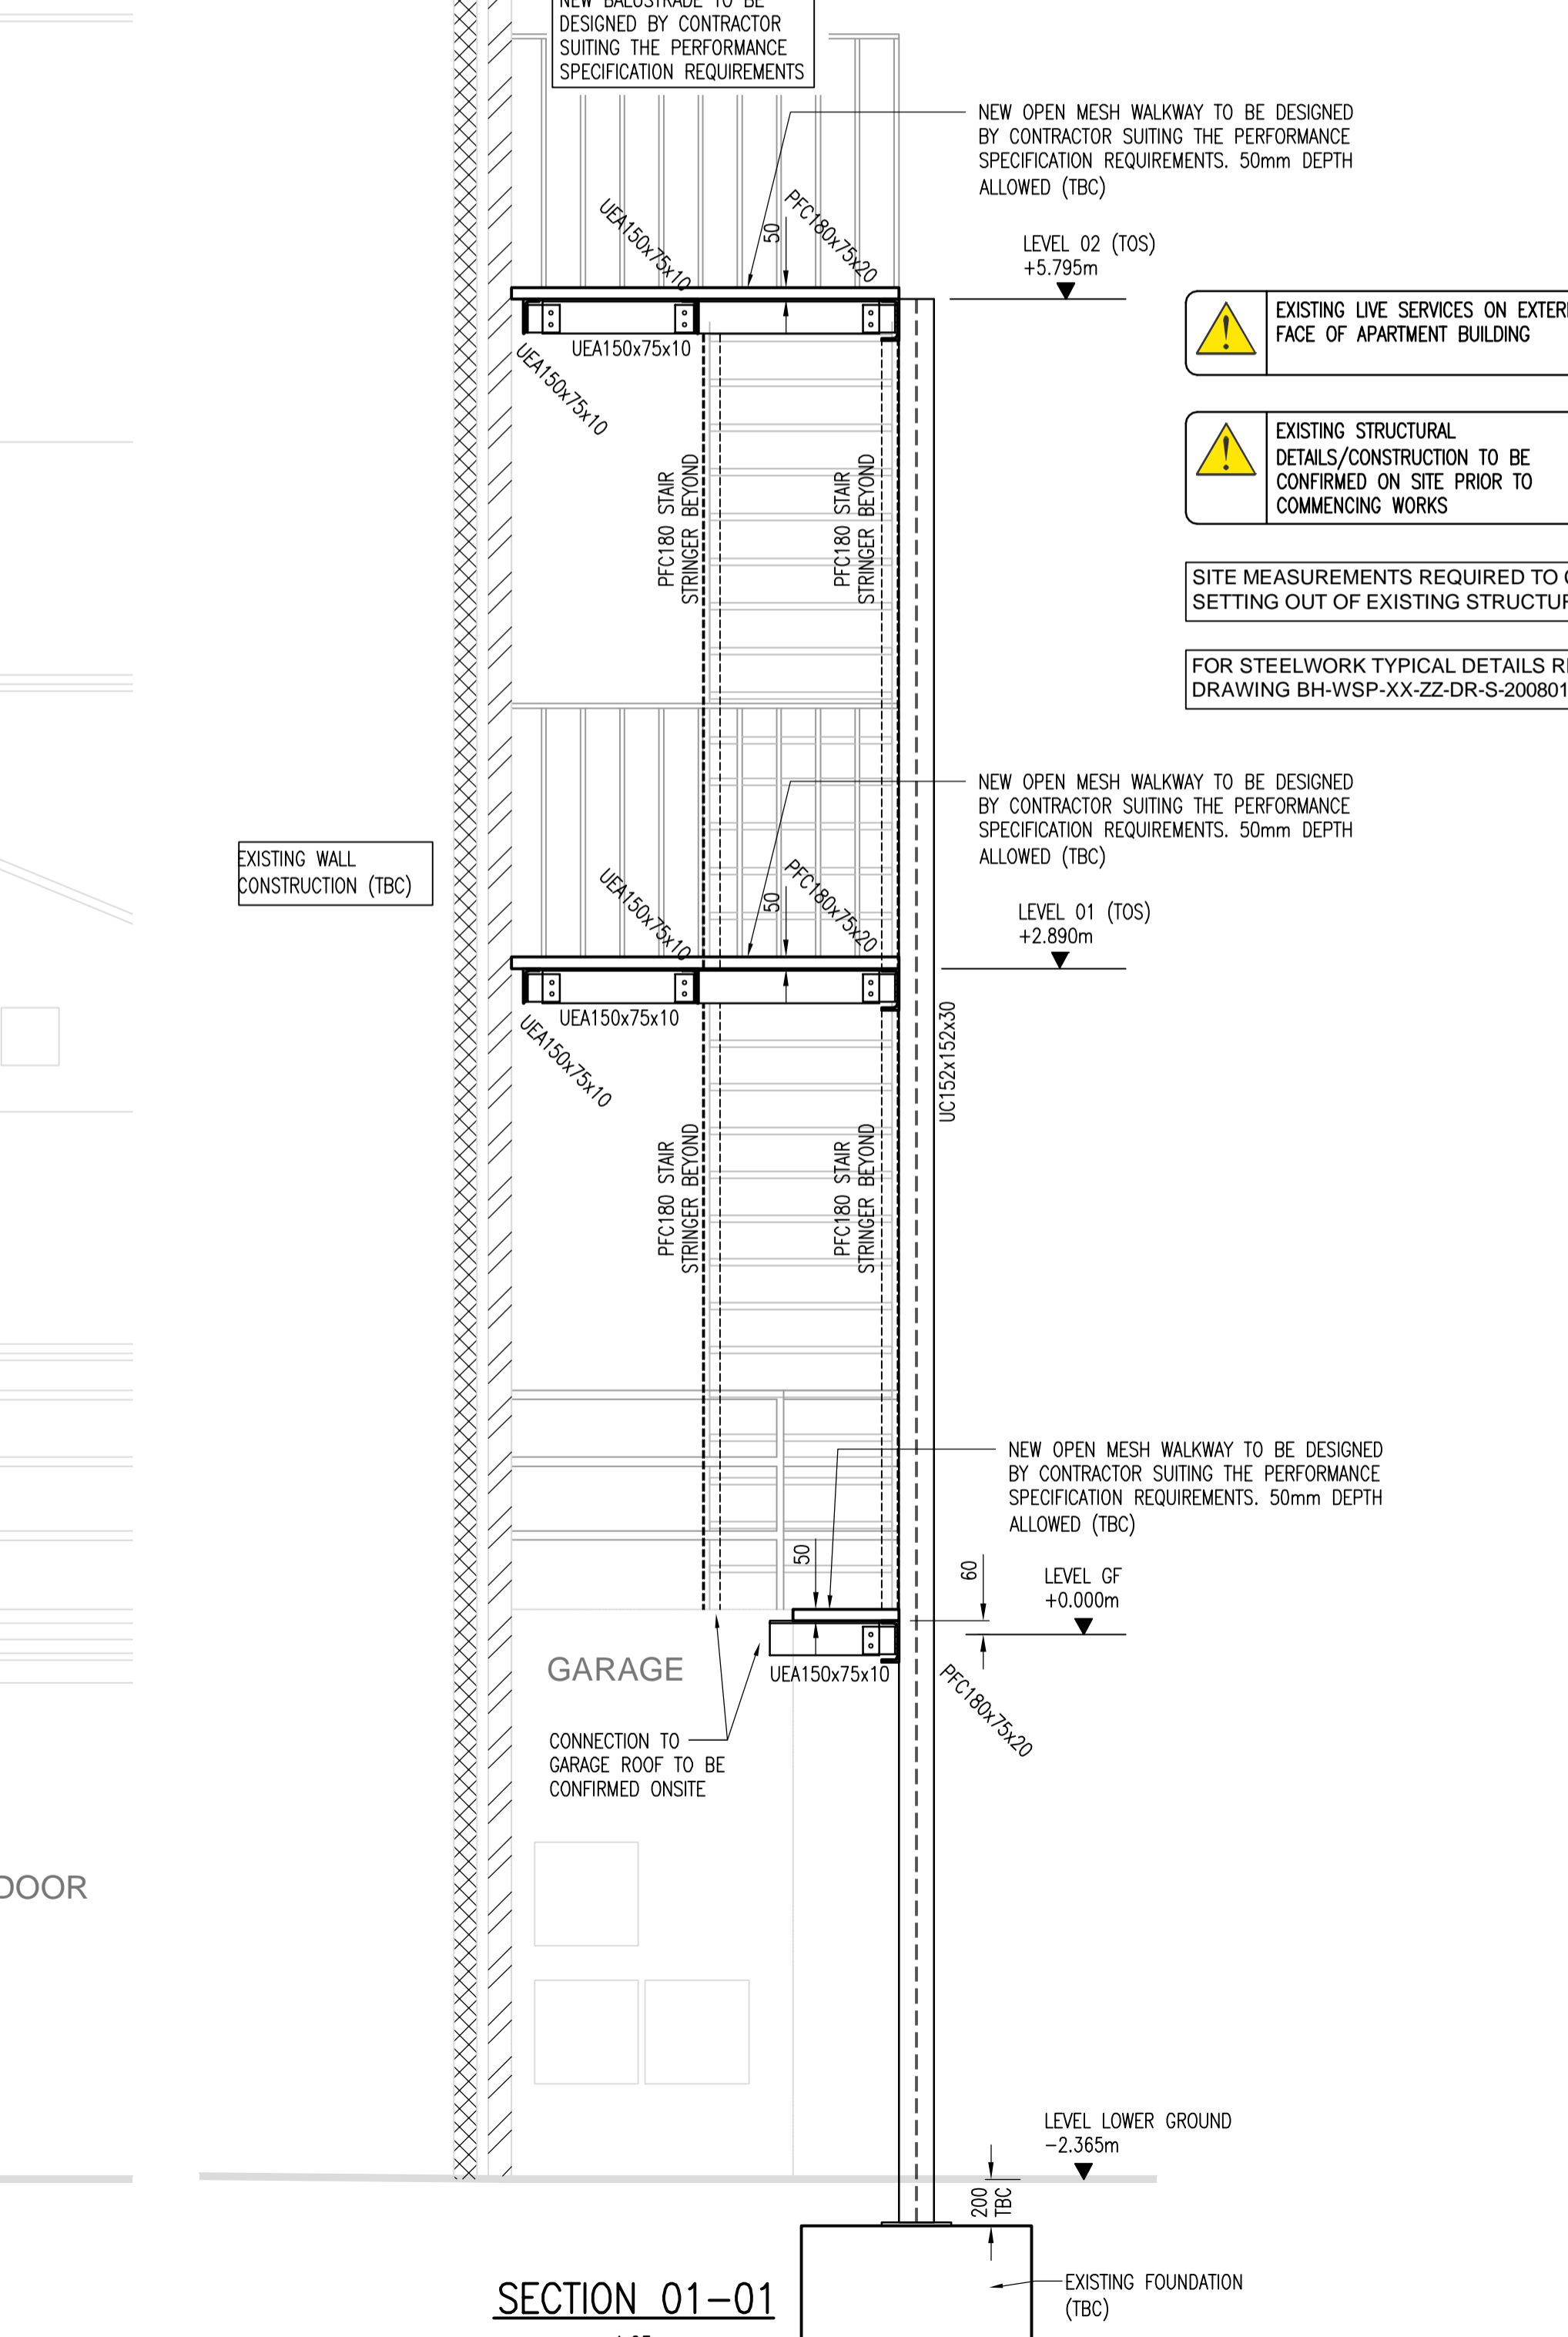 NEW BALUSTRADE TO BE
DESIGNED BY CONTRACTOR
SUITING THE PERFORMANCE
SPECIFICATION REQUIREMENTS
NEW OPEN MESH WALKWAY TO BE DESIGNED
BY CONTRACTOR SUITING THE PERFORMANCE
SPECIFICATION REQUIREMENTS. 50mm DEPTH
ALLOWED (TBC)
UEA150x75x10
50
PFC180x75x20
LEVEL 02 (TOS)
+5.795m
UEA150x75x10
UEA150x75x10
EXISTING LIVE SERVICES ON
FACE OF APARTMENT BUILDING
EXISTING STRUCTURAL
DETAILS/CONSTRUCTION TO BE
CONFIRMED ON SITE PRIOR TO
COMMENCING WORKS
PFC180 STAIR
STRINGER BEYOND
PFC180 STAIR
STRINGER BEYOND
SITE MEASUREMENTS REQUIRED TO
SETTING OUT OF EXISTING
FOR STEELWORK TYPICAL DETAILS
DRAWING BH-WSP-XX-ZZ-DR-S-200801
NEW OPEN MESH WALKWAY TO BE DESIGNED
BY CONTRACTOR SUITING THE PERFORMANCE
SPECIFICATION REQUIREMENTS. 50mm DEPTH
ALLOWED (TBC)
EXISTING WALL
CONSTRUCTION (TBC)
UEA150x75x10
50
PFC180x75x20
LEVEL 01 (TOS)
+2.890m
UEA150x75x10
UEA150x75x10
UC152x152x30
PFC180 STAIR
STRINGER BEYOND
PFC180 STAIR
STRINGER BEYOND
NEW OPEN MESH WALKWAY TO BE DESIGNED
BY CONTRACTOR SUITING THE PERFORMANCE
SPECIFICATION REQUIREMENTS. 50mm DEPTH
ALLOWED (TBC)
50
60
LEVEL GF
+0.000m
GARAGE
UEA150x75x10
PFC180x75x20
CONNECTION TO
GARAGE ROOF TO BE
CONFIRMED ONSITE
DOOR
LEVEL LOWER GROUND
-2.365m
200
TBC
SECTION 01-01
EXISTING FOUNDATION
(TBC)